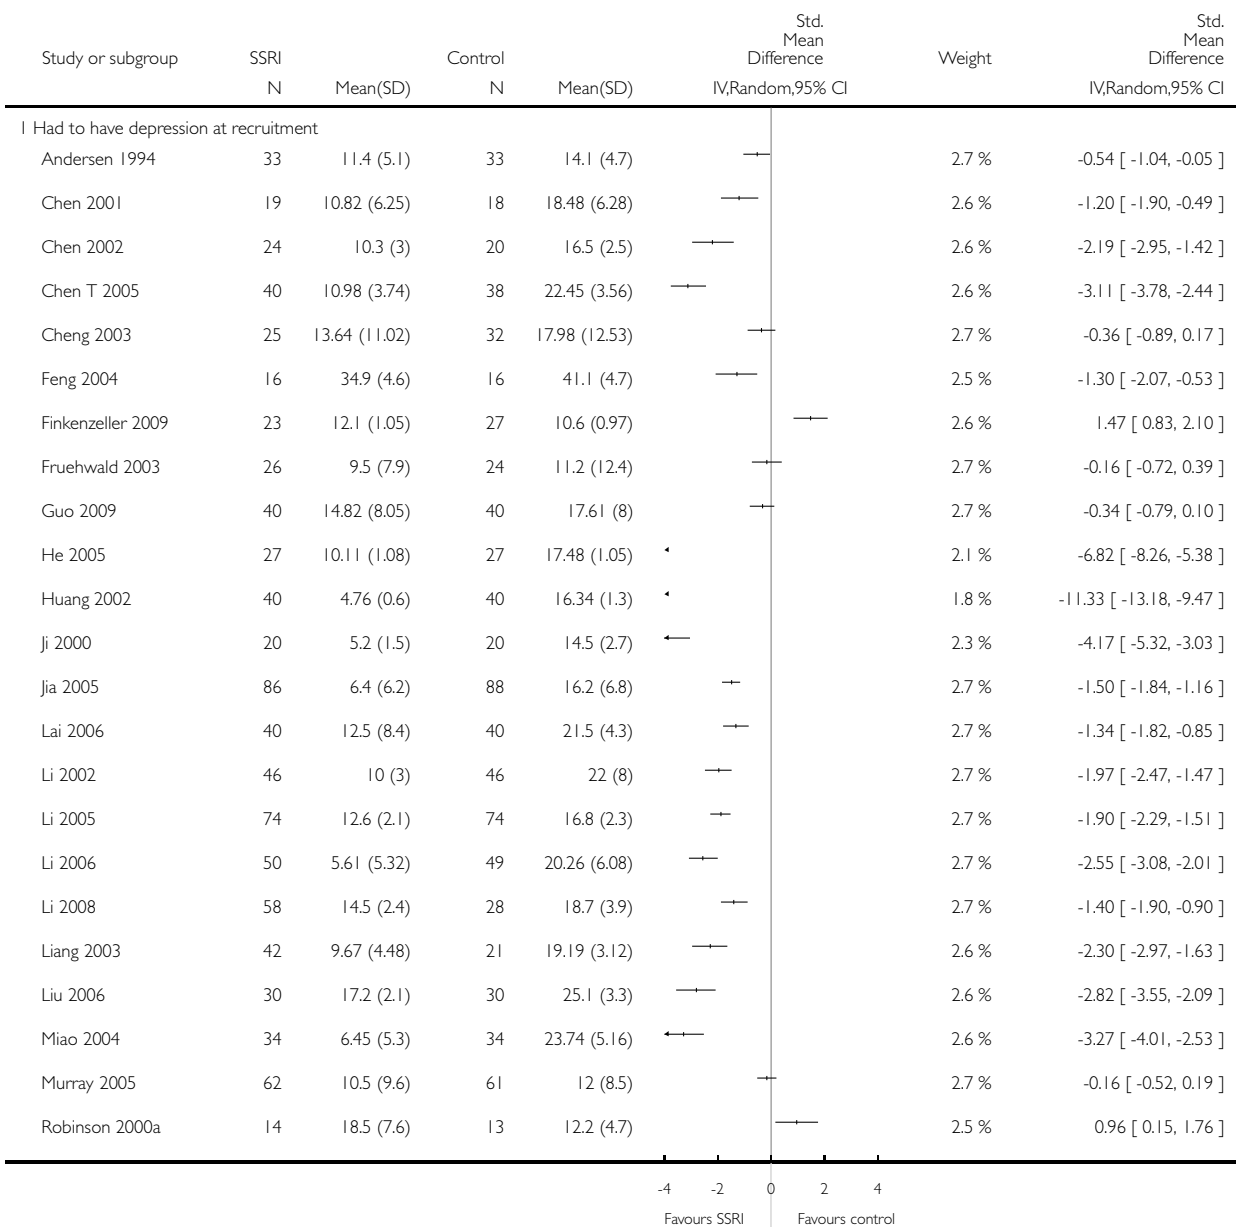 Std. Std.
Mean Mean
Study or subgroup SSRI Control Difference Weight Difference
N Mean(SD) N Mean(SD) IV,Random,95% CI IV,Random,95% CI
1 Had to have depression at recruitment
Andersen 1994 33 11.4 (5.1) 33 14.1 (4.7) 2.7 % -0.54 [ -1.04, -0.05 ]
Chen 2001 19 10.82 (6.25) 18 18.48 (6.28) 2.6 % -1.20 [ -1.90, -0.49 ]
Chen 2002 24 10.3 (3) 20 16.5 (2.5) 2.6 % -2.19 [ -2.95, -1.42 ]
Chen T 2005 40 10.98 (3.74) 38 22.45 (3.56) 2.6 % -3.11 [ -3.78, -2.44 ]
Cheng 2003 25 13.64 (11.02) 32 17.98 (12.53) 2.7 % -0.36 [ -0.89, 0.17 ]
Feng 2004 16 34.9 (4.6) 16 41.1 (4.7) 2.5 % -1.30 [ -2.07, -0.53 ]
Finkenzeller 2009 23 12.1 (1.05) 27 10.6 (0.97) 2.6 % 1.47 [ 0.83, 2.10 ]
Fruehwald 2003 26 9.5 (7.9) 24 11.2 (12.4) 2.7 % -0.16 [ -0.72, 0.39 ]
Guo 2009 40 14.82 (8.05) 40 17.61 (8) 2.7 % -0.34 [ -0.79, 0.10 ]
He 2005 27 10.11 (1.08) 27 17.48 (1.05) 2.1 % -6.82 [ -8.26, -5.38 ]
Huang 2002 40 4.76 (0.6) 40 16.34 (1.3) 1.8 % -11.33 [ -13.18, -9.47 ]
Ji 2000 20 5.2 (1.5) 20 14.5 (2.7) 2.3 % -4.17 [ -5.32, -3.03 ]
Jia 2005 86 6.4 (6.2) 88 16.2 (6.8) 2.7 % -1.50 [ -1.84, -1.16 ]
Lai 2006 40 12.5 (8.4) 40 21.5 (4.3) 2.7 % -1.34 [ -1.82, -0.85 ]
Li 2002 46 10 (3) 46 22 (8) 2.7 % -1.97 [ -2.47, -1.47 ]
Li 2005 74 12.6 (2.1) 74 16.8 (2.3) 2.7 % -1.90 [ -2.29, -1.51 ]
Li 2006 50 5.61 (5.32) 49 20.26 (6.08) 2.7 % -2.55 [ -3.08, -2.01 ]
Li 2008 58 14.5 (2.4) 28 18.7 (3.9) 2.7 % -1.40 [ -1.90, -0.90 ]
Liang 2003 42 9.67 (4.48) 21 19.19 (3.12) 2.6 % -2.30 [ -2.97, -1.63 ]
Liu 2006 30 17.2 (2.1) 30 25.1 (3.3) 2.6 % -2.82 [ -3.55, -2.09 ]
Miao 2004 34 6.45 (5.3) 34 23.74 (5.16) 2.6 % -3.27 [ -4.01, -2.53 ]
Murray 2005 62 10.5 (9.6) 61 12 (8.5) 2.7 % -0.16 [ -0.52, 0.19 ]
Robinson 2000a 14 18.5 (7.6) 13 12.2 (4.7) 2.5 % 0.96 [ 0.15, 1.76 ]
-4 -2 0 2 4
Favours SSRI Favours control